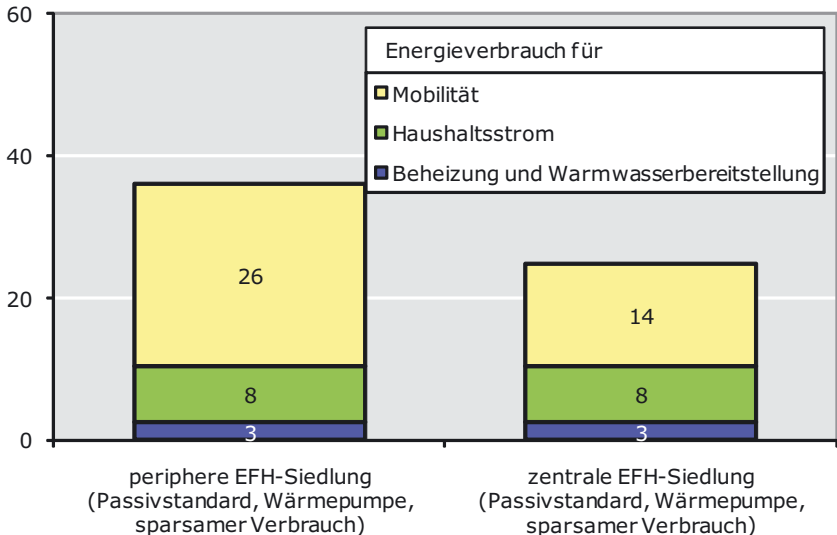 60
40
20
0
Energieverbrauch für
Mobilität
Haushaltsstrom
Beheizung und Warmwasserbereitstellung
26
8
3
14
8
3
periphere EFH-Siedlung
(Passivstandard, Wärmepumpe,
sparsamer Verbrauch)
zentrale EFH-Siedlung
(Passivstandard, Wärmepumpe,
sparsamer Verbrauch)